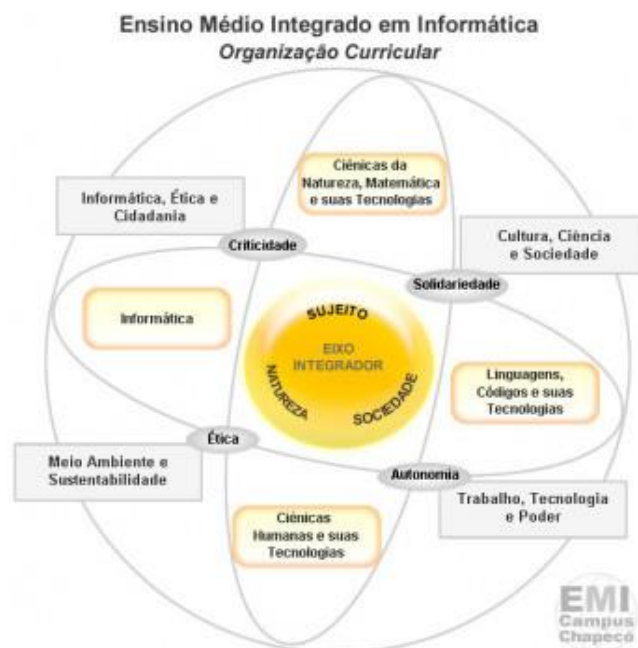 Ensino Médio Integrado em Informática
Organização Curricular
Ciênicas da
Natureza, Matemática
e suas Tecnologias
Informática, Ética e
Cidadania
Criticidade
Cultura, Ciência
e Sociedade
Solidariedade
Informática
SUJEITO
EIXO
INTEGRADOR
NATUREZA
SOCIEDADE
Linguagens,
Códigos e suas
Tecnologias
Ética
Meio Ambiente e
Sustentabilidade
Autonomia
Trabalho, Tecnologia
e Poder
Ciênicas
Humanas e suas
Tecnologias
EMI
Campus
Chapecó